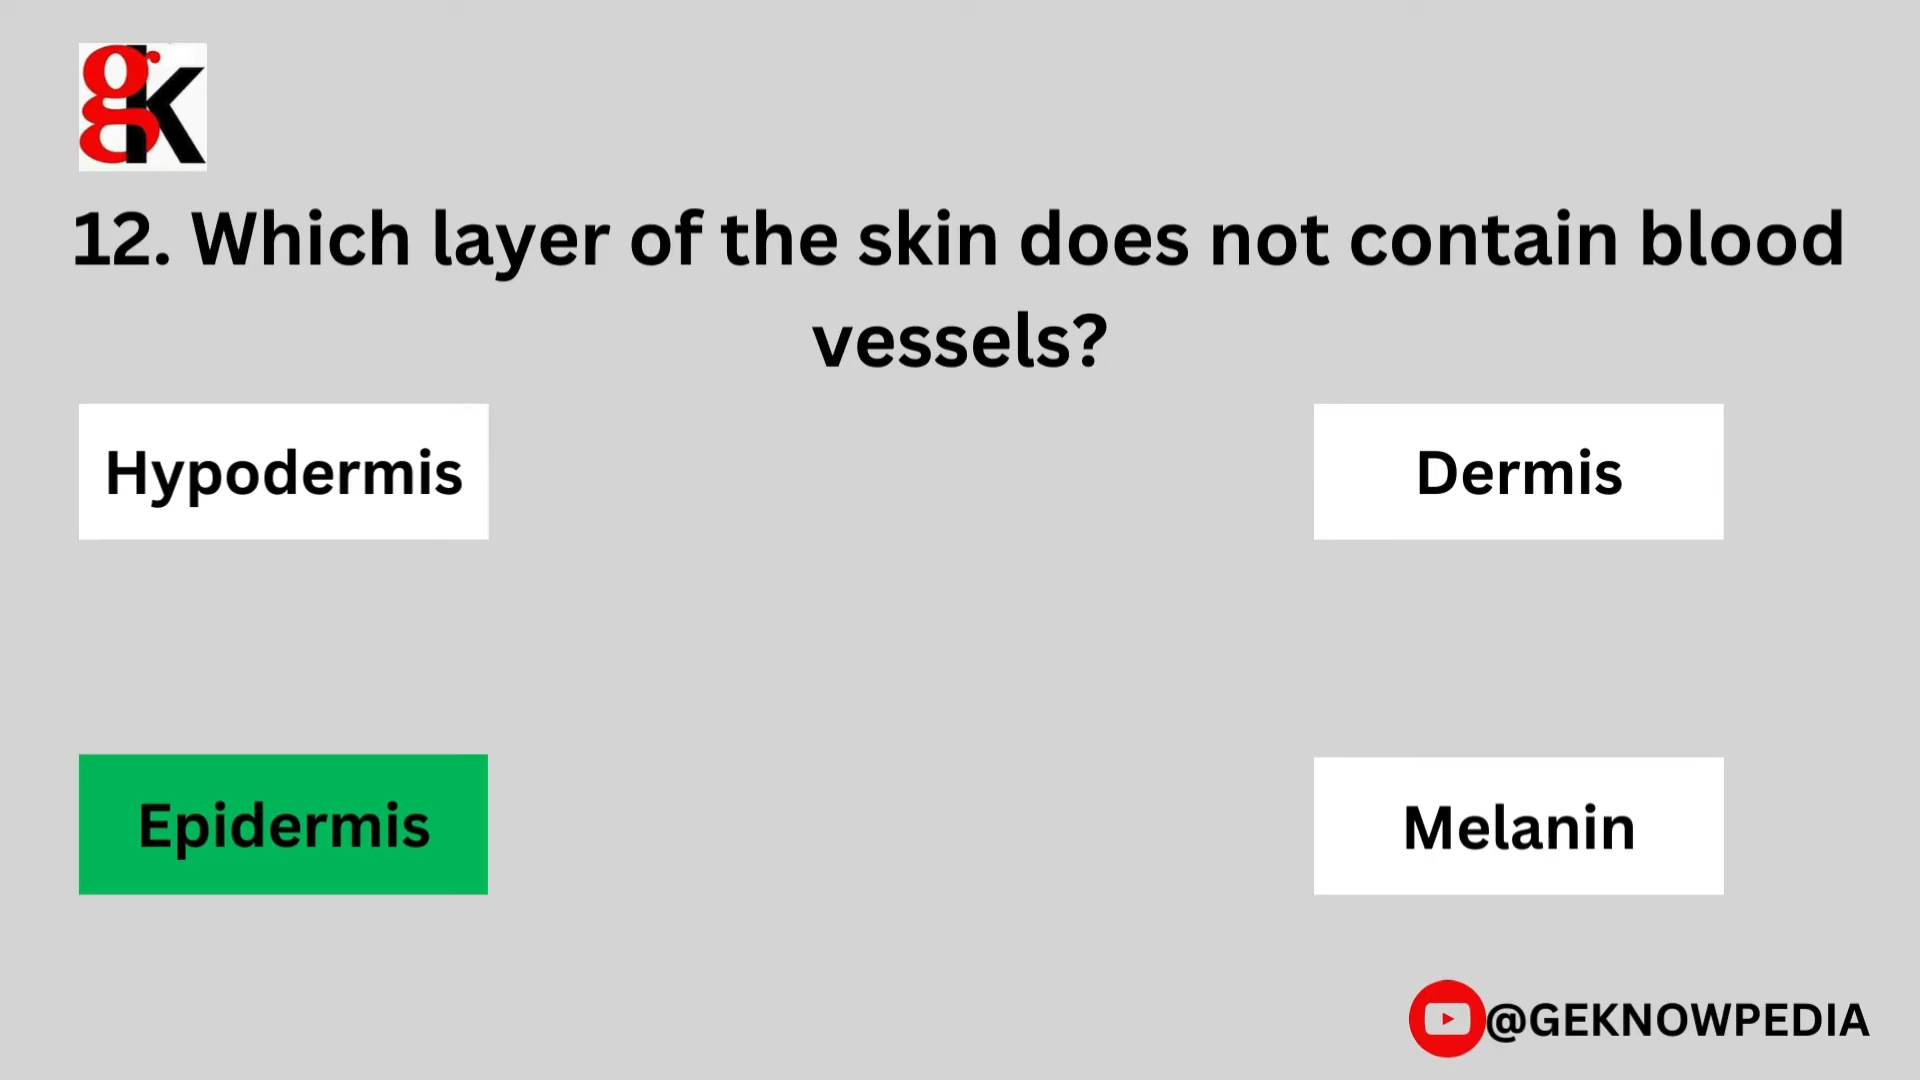 gk
12. Which layer of the skin does not contain blood
vessels?
Hypodermis
Dermis
Epidermis
Melanin
@GEKNOWPEDIA